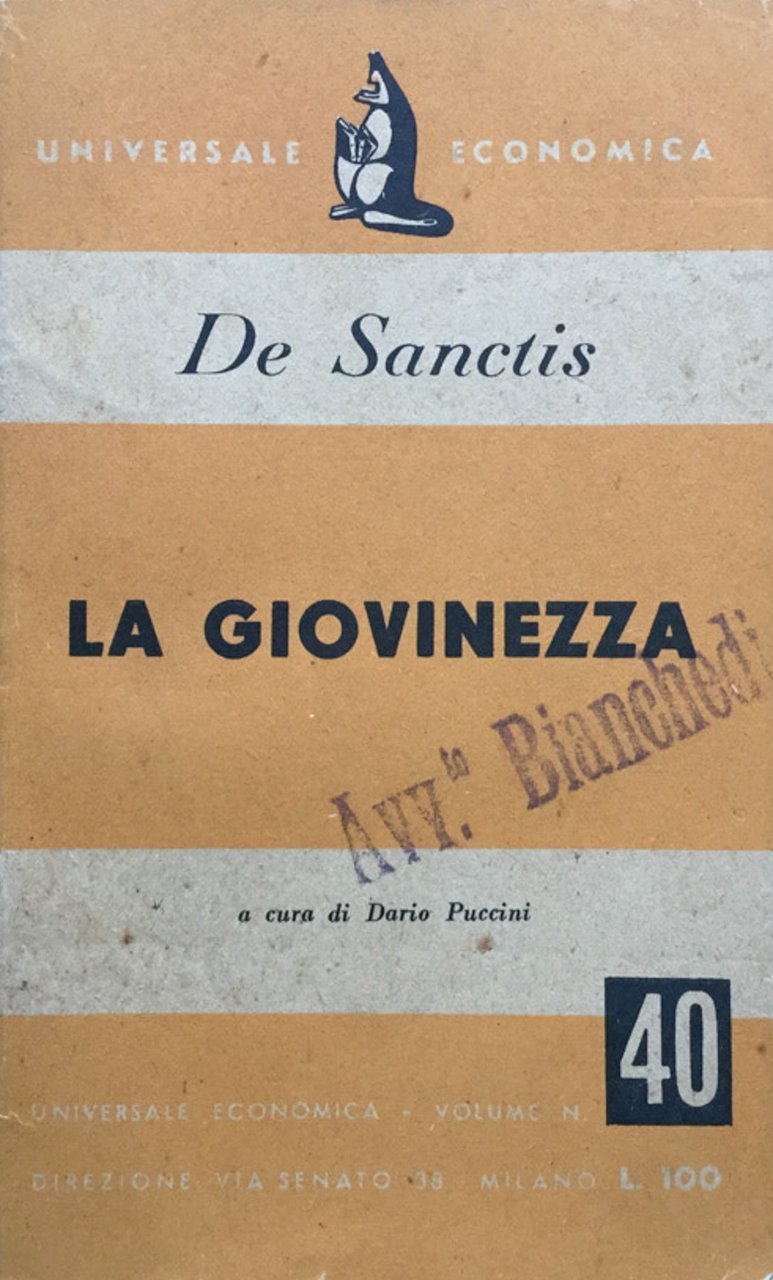 UNIVERSALE ECONOMICA
De Sanctis
LA GIOVINEZZA
Avv.to Bianchedi
a cura di Dario Puccini
40
UNIVERSALE ECONOMICA - VOLUME N.
DIREZIONE: VIA SENATO 38 - MILANO L. 100